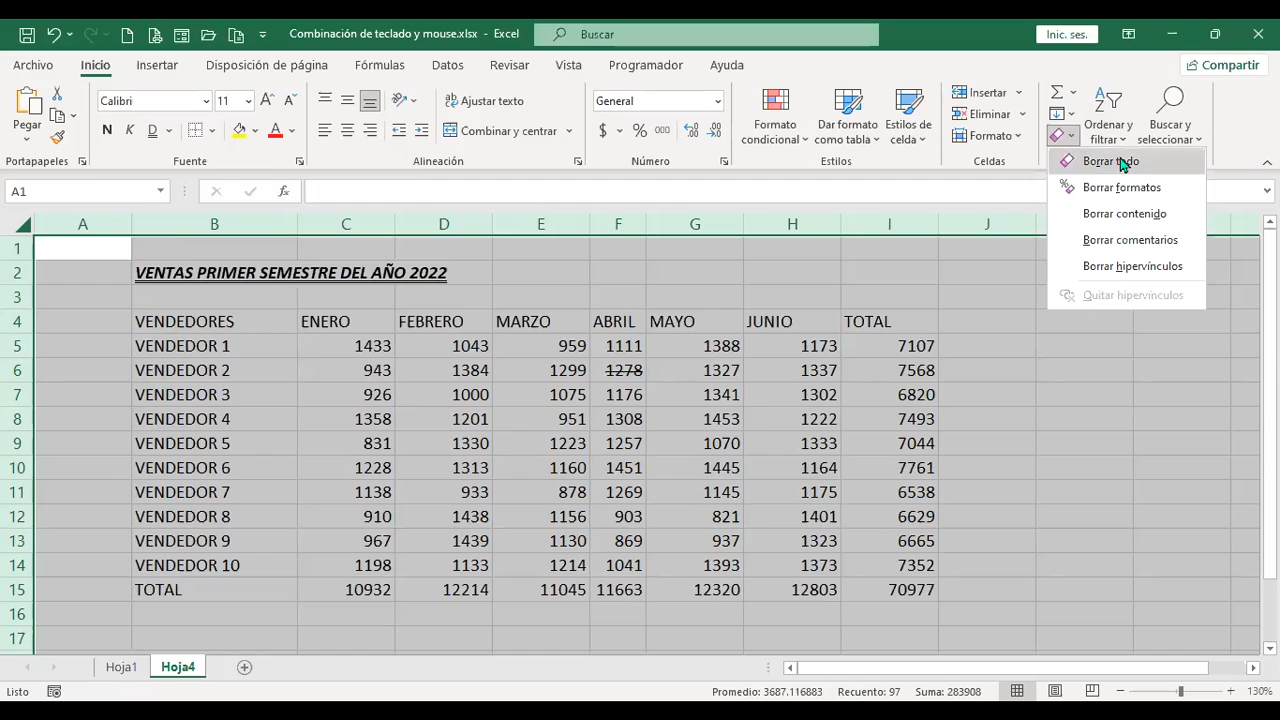 Combinación de teclado y mouse.xlsx - Excel
Buscar
Inic. ses.
Archivo Inicio Insertar Disposición de página Fórmulas Datos Revisar Vista Programador Ayuda Compartir
Pegar
Calibri 11
N K D
Ajustar texto
Combinar y centrar
General
$ % 000
Formato condicional
Dar formato como tabla
Estilos de celda
Insertar
Eliminar
Formato
Ordenar y filtrar
Buscar y seleccionar
Portapapeles Fuente Alineación Número Estilos Celdas
Borrar todo
Borrar formatos
Borrar contenido
Borrar comentarios
Borrar hipervínculos
Quitar hipervínculos
A1 fx
A B C D E F G H I J
1
2 VENTAS PRIMER SEMESTRE DEL AÑO 2022
3
4 VENDEDORES ENERO FEBRERO MARZO ABRIL MAYO JUNIO TOTAL
5 VENDEDOR 1 1433 1043 959 1111 1388 1173 7107
6 VENDEDOR 2 943 1384 1299 1278 1327 1337 7568
7 VENDEDOR 3 926 1000 1075 1176 1341 1302 6820
8 VENDEDOR 4 1358 1201 951 1308 1453 1222 7493
9 VENDEDOR 5 831 1330 1223 1257 1070 1333 7044
10 VENDEDOR 6 1228 1313 1160 1451 1445 1164 7761
11 VENDEDOR 7 1138 933 878 1269 1145 1175 6538
12 VENDEDOR 8 910 1438 1156 903 821 1401 6629
13 VENDEDOR 9 967 1439 1130 869 937 1323 6665
14 VENDEDOR 10 1198 1133 1214 1041 1393 1373 7352
15 TOTAL 10932 12214 11045 11663 12320 12803 70977
16
17
Hoja1 Hoja4
Listo Promedio: 3687.116883 Recuento: 97 Suma: 283908 130%